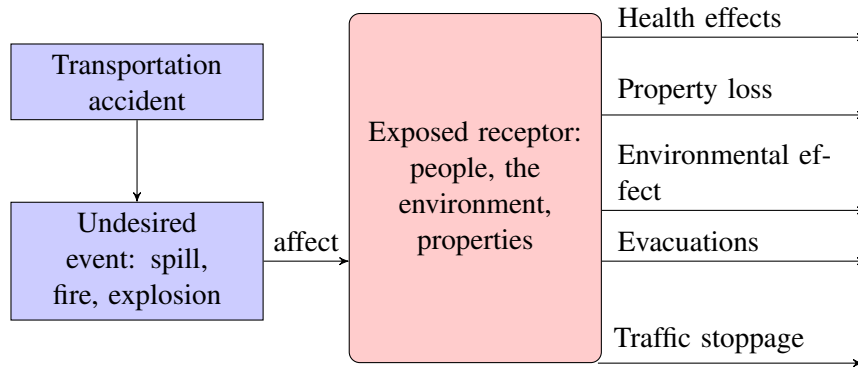 Transportation
accident
Undesired
event: spill,
fire, explosion
affect
Exposed receptor:
people, the
environment,
properties
Health effects
Property loss
Environmental ef-
fect
Evacuations
Traffic stoppage